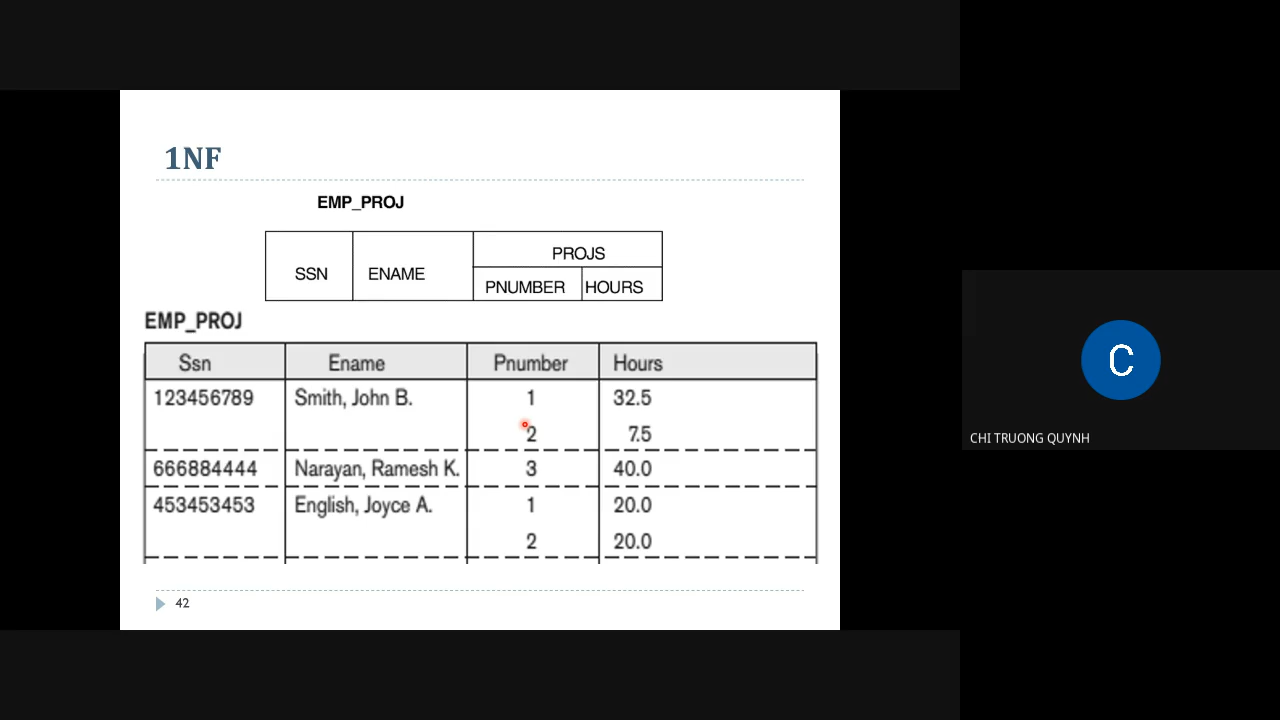 1NF
EMP_PROJ
PROJS
SSN ENAME
PNUMBER HOURS
EMP_PROJ
Ssn Ename Pnumber Hours
123456789 Smith, John B. 1 32.5
2 7.5
666884444 Narayan, Ramesh K. 3 40.0
453453453 English, Joyce A. 1 20.0
2 20.0
42
C
CHI TRUONG QUYNH